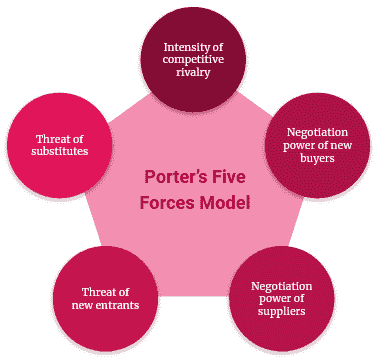 Intensity of
competitive
rivalry
Threat of
substitutes
Negotiation
power of new
buyers
Porter's Five
Forces Model
Threat of
new entrants
Negotiation
power of
suppliers